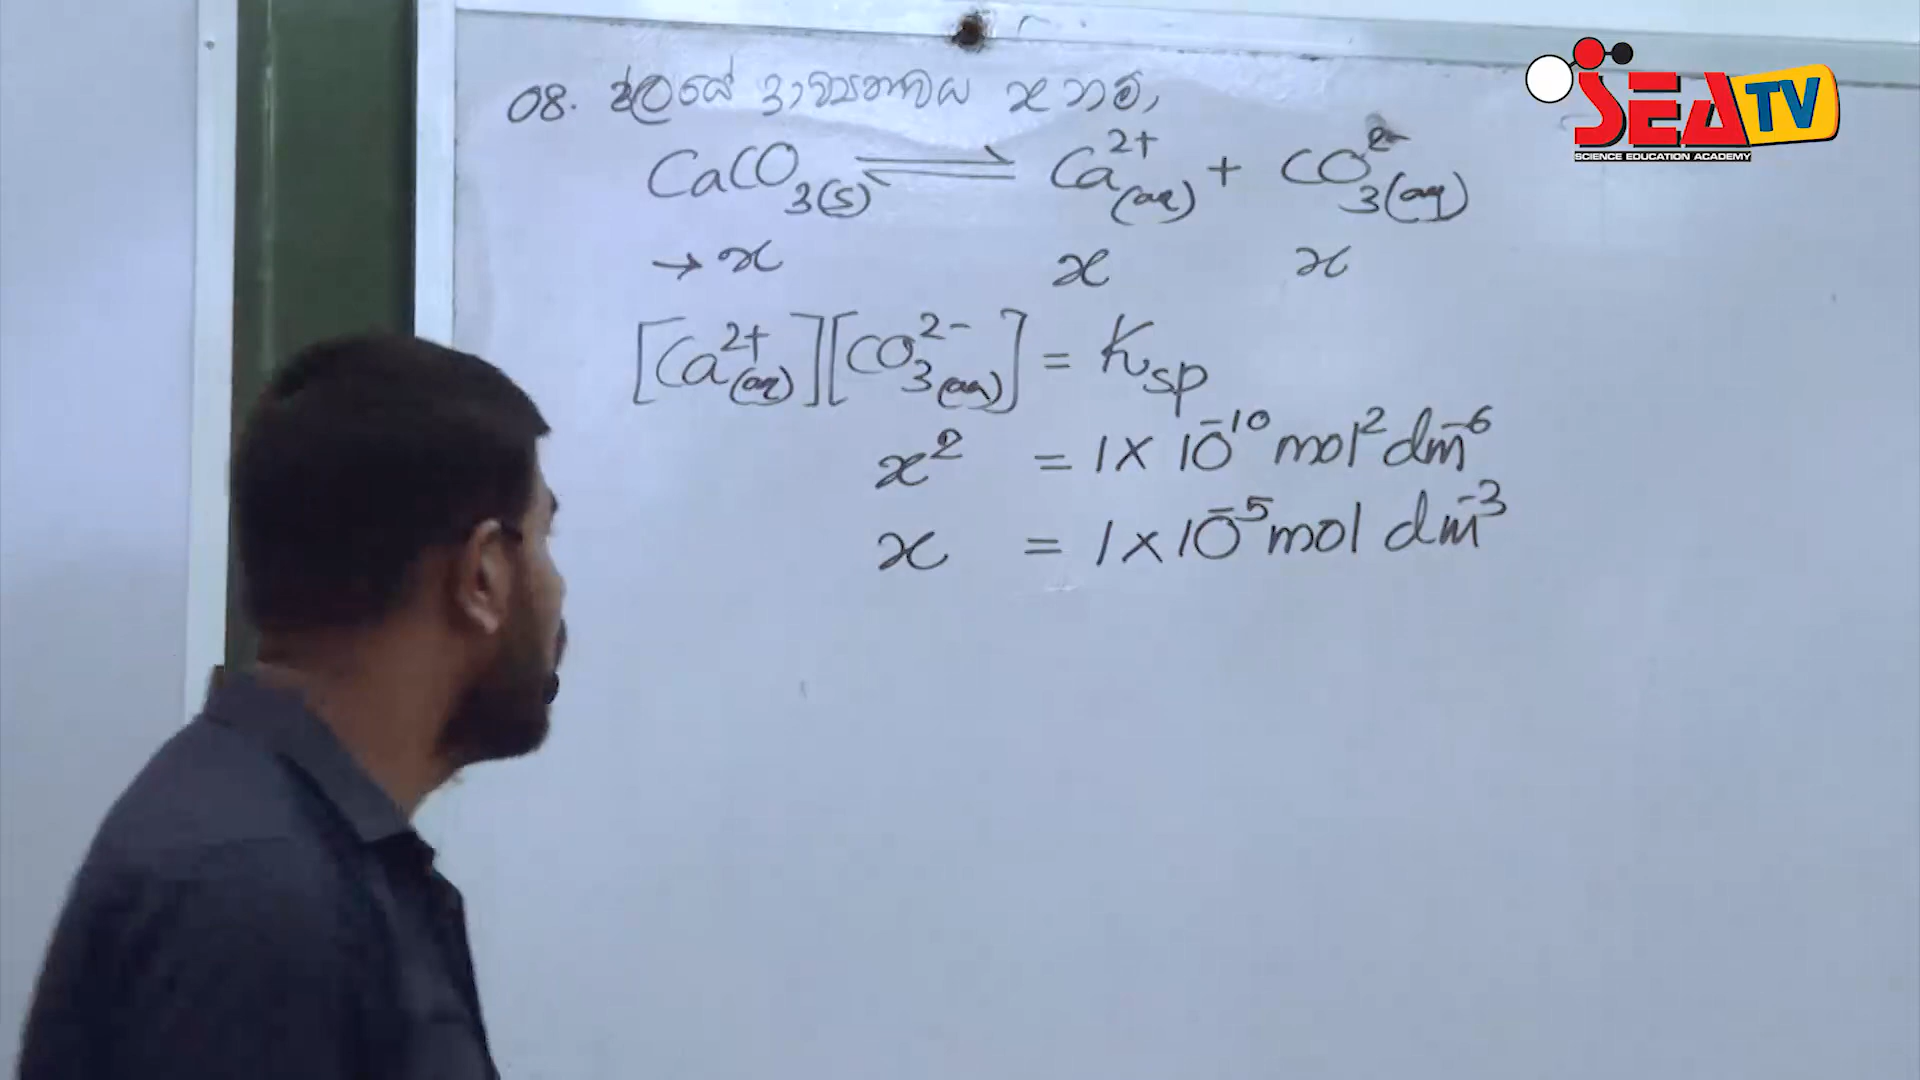 08. ජලයේ ද්‍රාව්‍යතාවය x නම්,
CaCO₃(s) ⇌ Ca²⁺(aq) + CO₃²⁻(aq)
→ x x x
[Ca²⁺(aq)][CO₃²⁻(aq)] = Ksp
x² = 1 × 10⁻¹⁰ mol² dm⁻⁶
x = 1 × 10⁻⁵ mol dm⁻³
SEA TV
SCIENCE EDUCATION ACADEMY